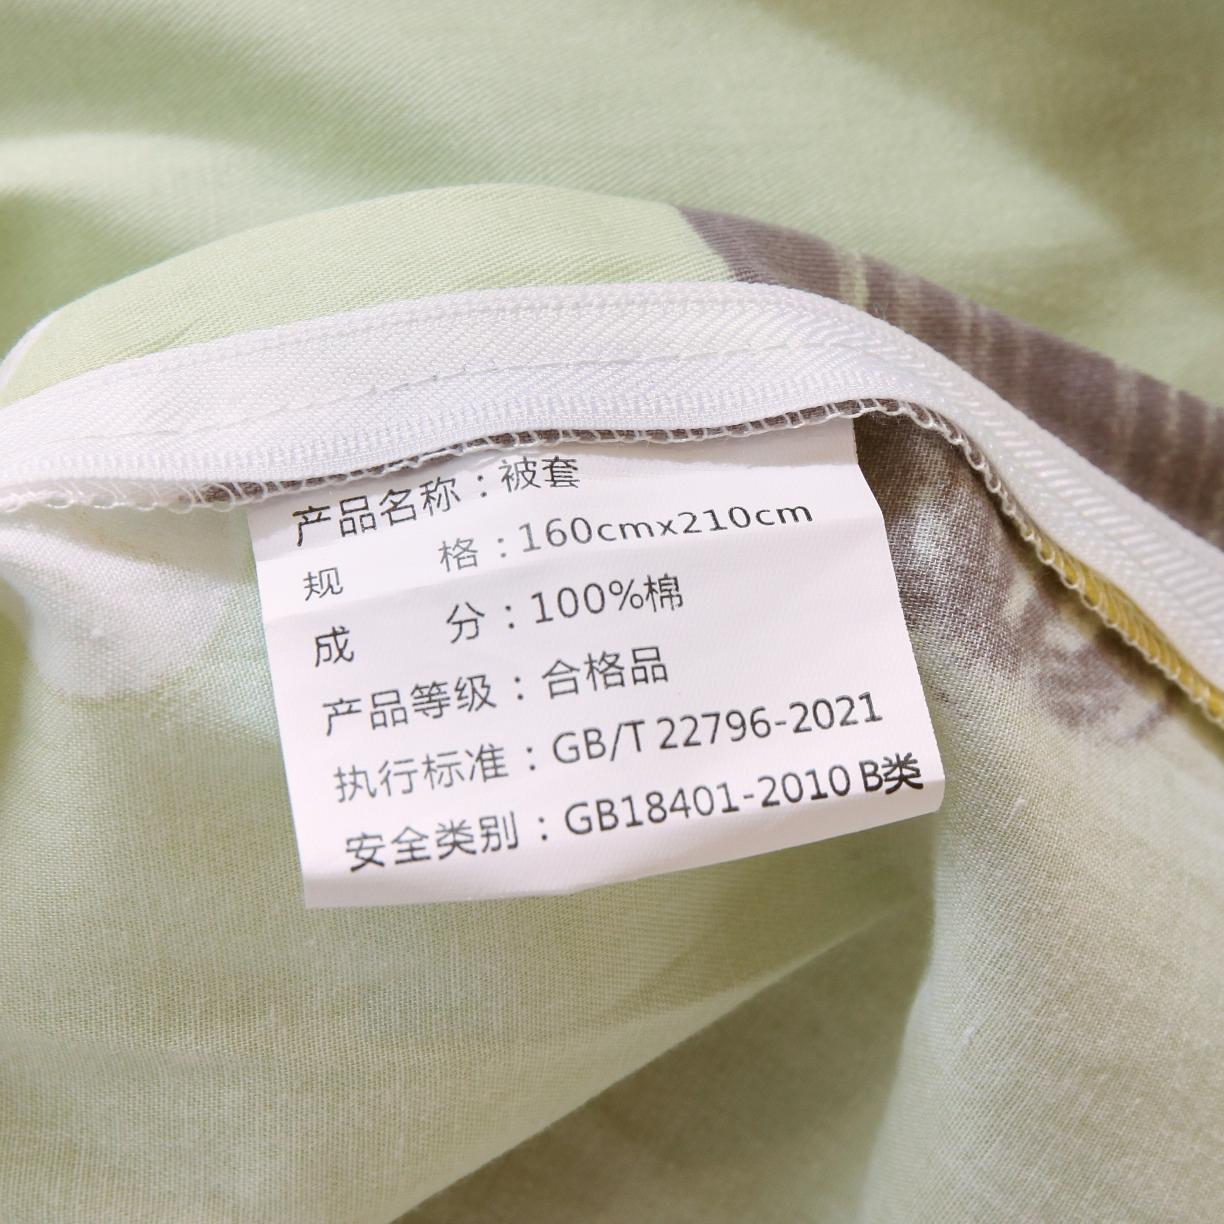 产品名称：被套
规 格：160cmx210cm
成 分：100%棉
产品等级：合格品
执行标准：GB/T 22796-2021
安全类别：GB18401-2010 B类